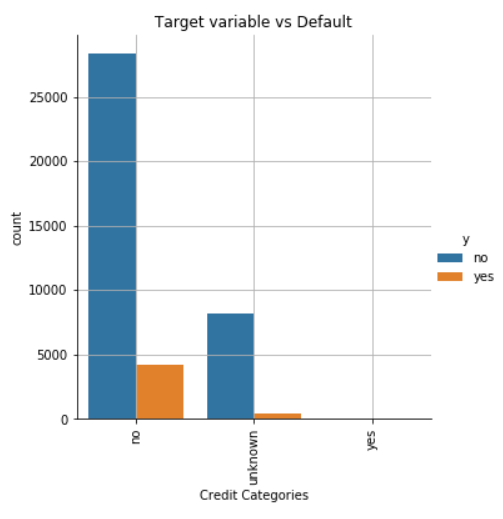 Target variable vs Default
25000
20000
15000
10000
5000
0
count
no
unknown
yes
Credit Categories
y
no
yes